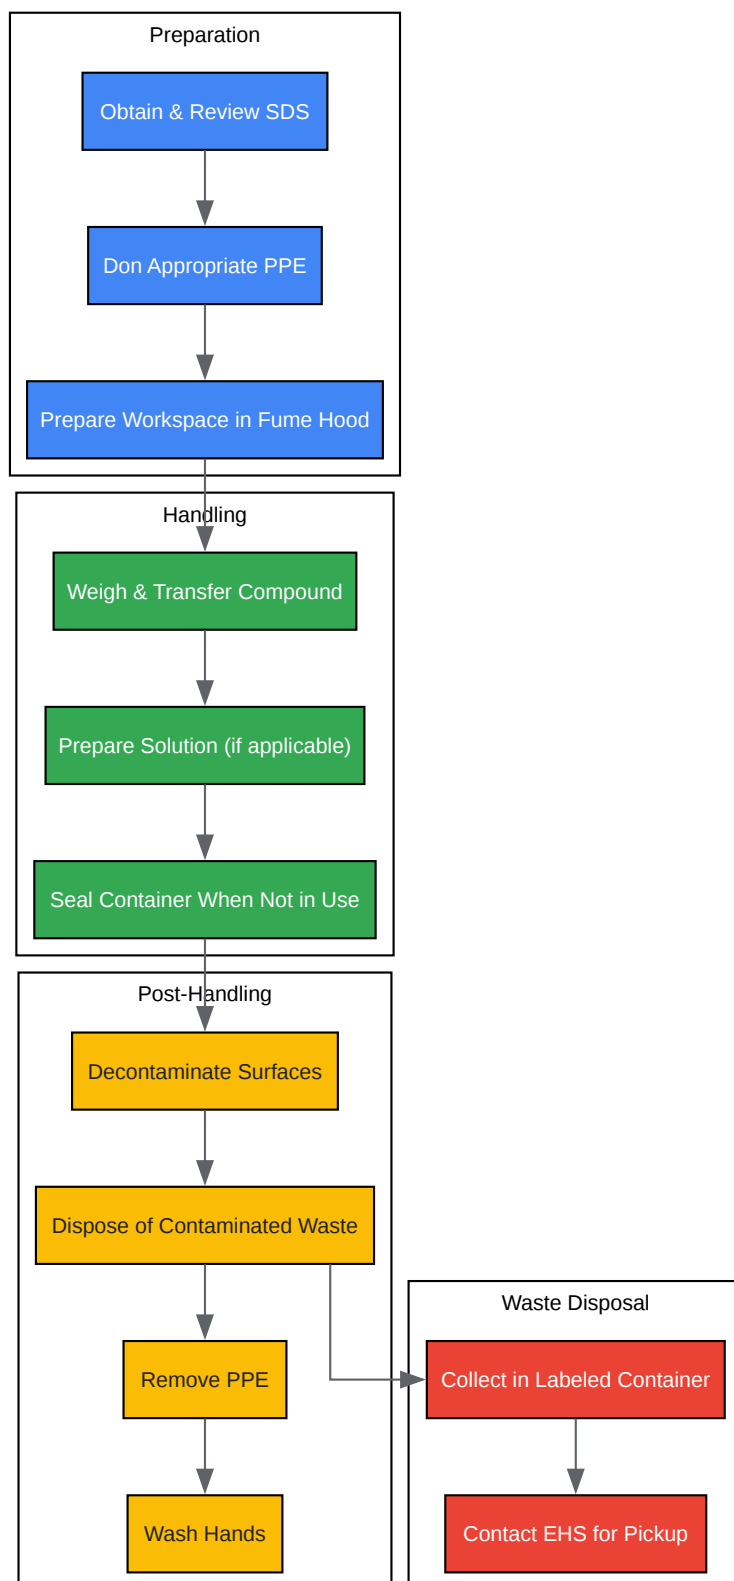 Preparation
Obtain & Review SDS
Don Appropriate PPE
Prepare Workspace in Fume Hood
Handling
Weigh & Transfer Compound
Prepare Solution (if applicable)
Seal Container When Not in Use
Post-Handling
Decontaminate Surfaces
Dispose of Contaminated Waste
Remove PPE
Wash Hands
Waste Disposal
Collect in Labeled Container
Contact EHS for Pickup